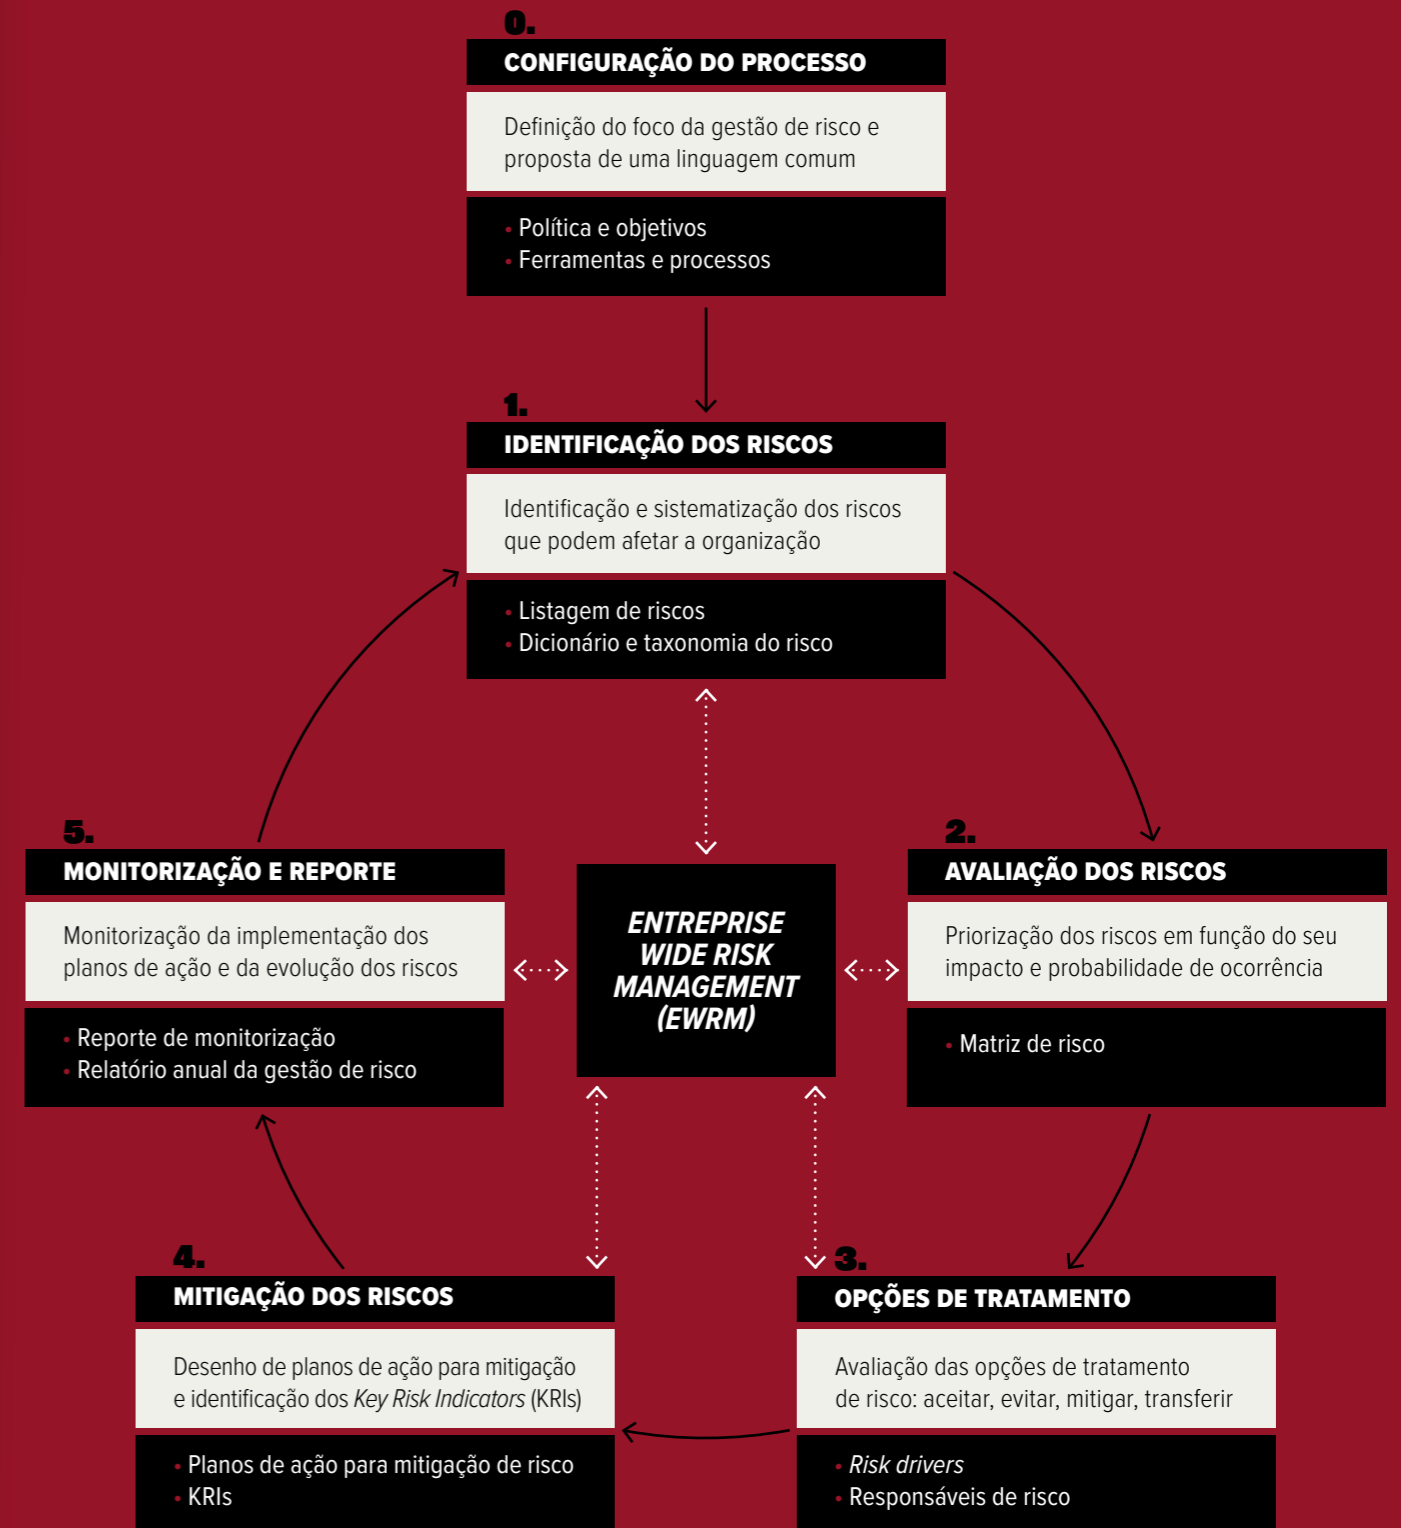 0.
CONFIGURAÇÃO DO PROCESSO
Definição do foco da gestão de risco e
proposta de uma linguagem comum
• Política e objetivos
• Ferramentas e processos
1.
IDENTIFICAÇÃO DOS RISCOS
Identificação e sistematização dos riscos
que podem afetar a organização
• Listagem de riscos
• Dicionário e taxonomia do risco
2.
AVALIAÇÃO DOS RISCOS
Priorização dos riscos em função do seu
impacto e probabilidade de ocorrência
• Matriz de risco
3.
OPÇÕES DE TRATAMENTO
Avaliação das opções de tratamento
de risco: aceitar, evitar, mitigar, transferir
• Risk drivers
• Responsáveis de risco
4.
MITIGAÇÃO DOS RISCOS
Desenho de planos de ação para mitigação
e identificação dos Key Risk Indicators (KRIs)
• Planos de ação para mitigação de risco
• KRIs
5.
MONITORIZAÇÃO E REPORTE
Monitorização da implementação dos
planos de ação e da evolução dos riscos
• Reporte de monitorização
• Relatório anual da gestão de risco
ENTREPRISE
WIDE RISK
MANAGEMENT
(EWRM)